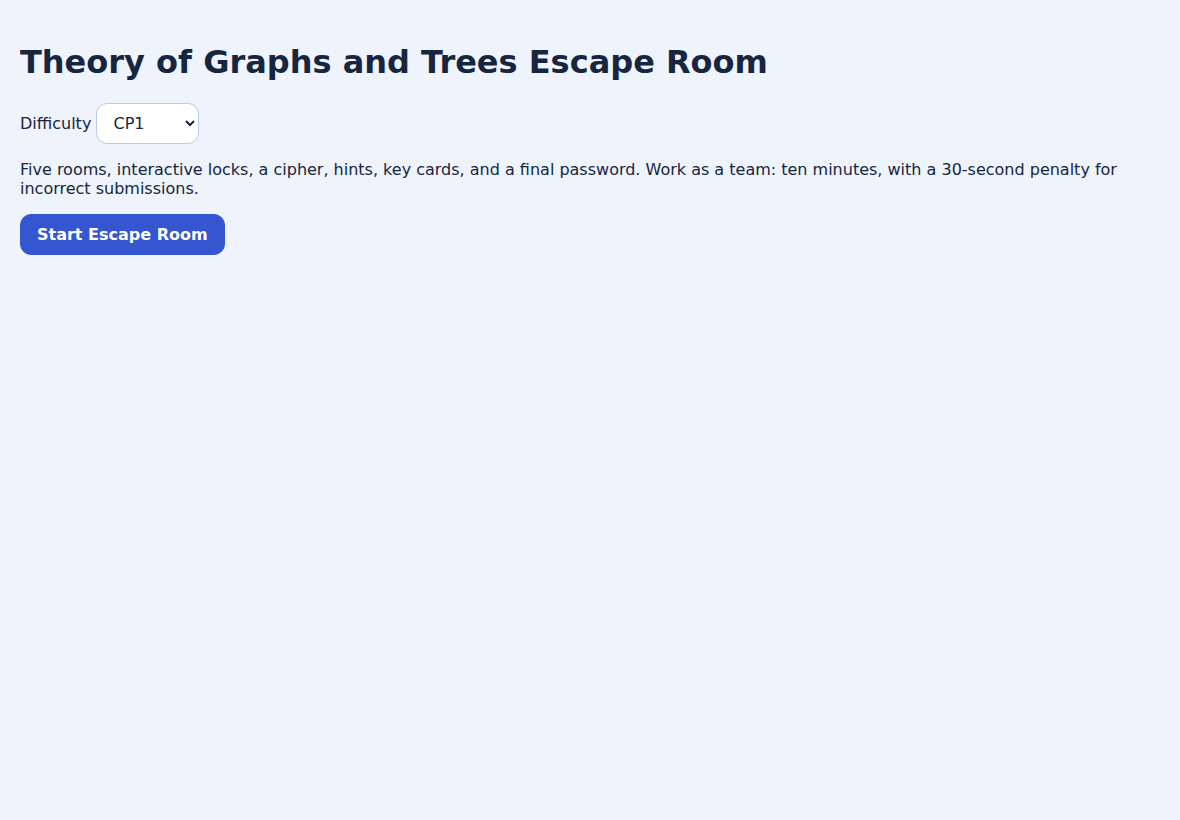 Theory of Graphs and Trees Escape Room
Difficulty CP1
Five rooms, interactive locks, a cipher, hints, key cards, and a final password. Work as a team: ten minutes, with a 30-second penalty for
incorrect submissions.
Start Escape Room